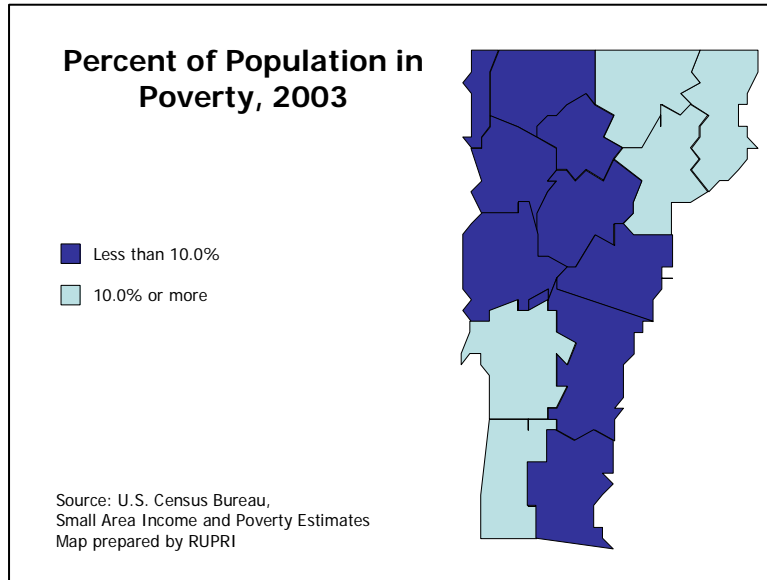 Percent of Population in
Poverty, 2003
Less than 10.0%
10.0% or more
Source: U.S. Census Bureau,
Small Area Income and Poverty Estimates
Map prepared by RUPRI